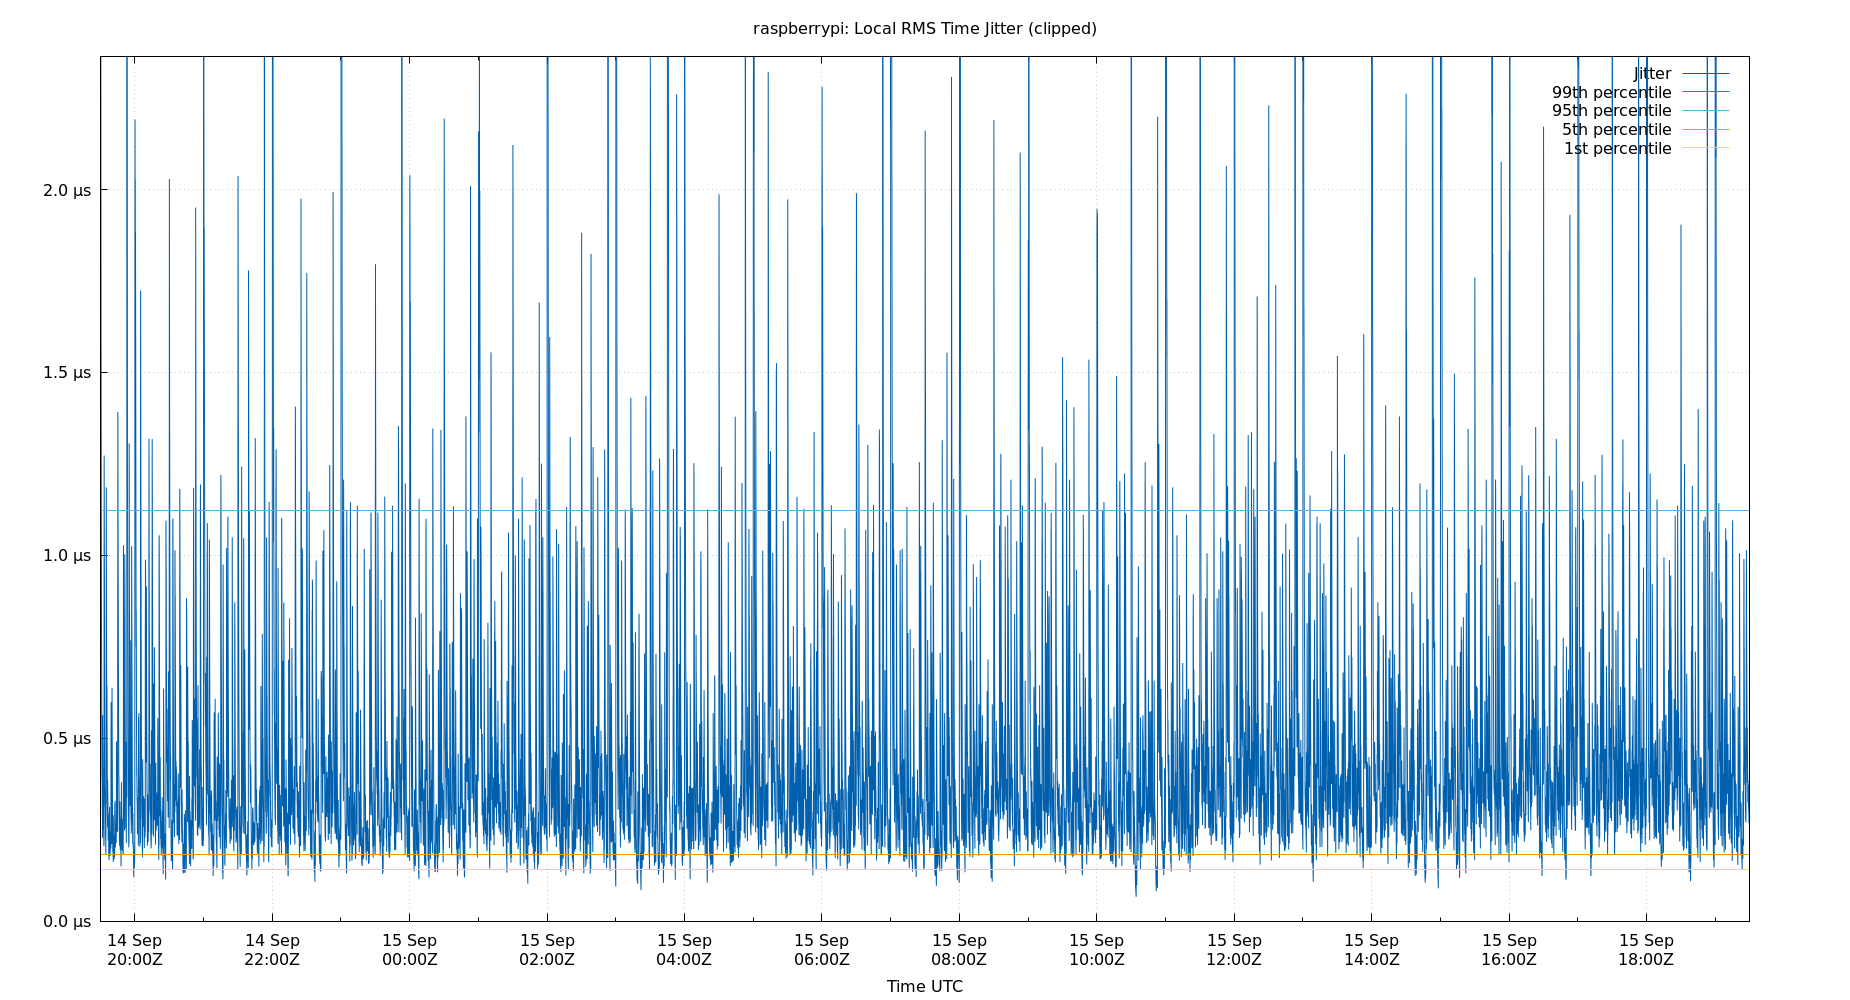 raspberrypi: Local RMS Time Jitter (clipped)
Jitter
99th percentile
95th percentile
5th percentile
1st percentile
2.0 µs
1.5 µs
1.0 µs
0.5 µs
0.0 µs
14 Sep 14 Sep 15 Sep 15 Sep 15 Sep 15 Sep 15 Sep 15 Sep 15 Sep 15 Sep 15 Sep 15 Sep
20:00Z 22:00Z 00:00Z 02:00Z 04:00Z 06:00Z 08:00Z 10:00Z 12:00Z 14:00Z 16:00Z 18:00Z
Time UTC